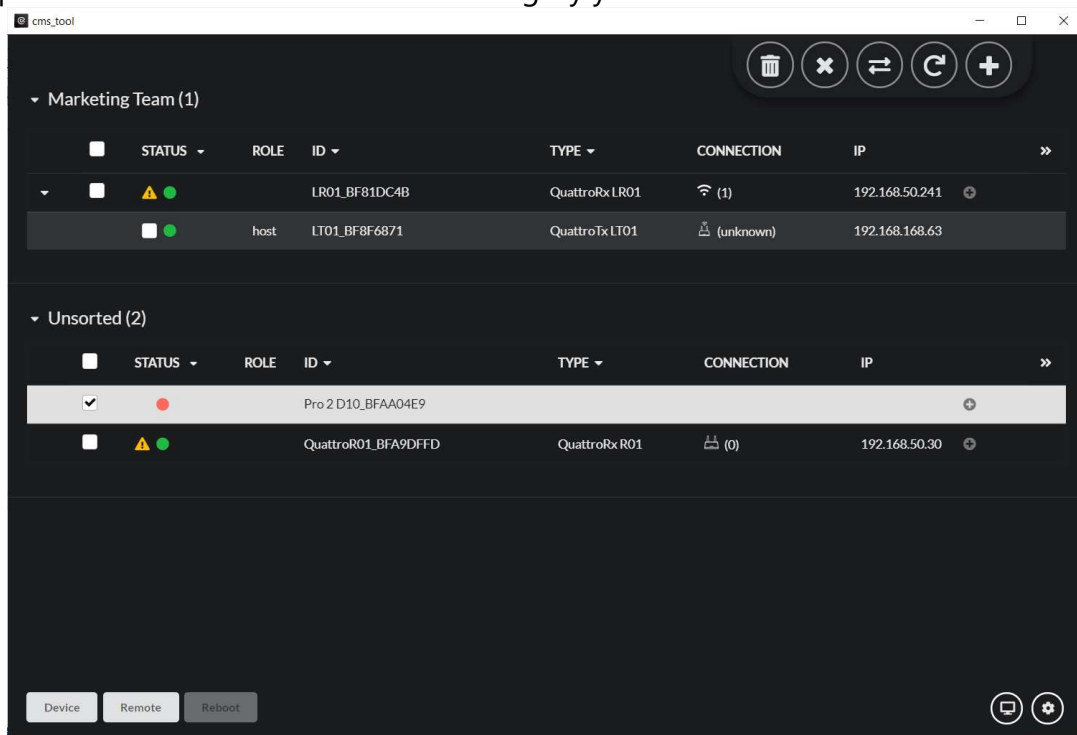 cms_tool
Marketing Team (1)
STATUS ROLE ID TYPE CONNECTION IP »
LR01_BF81DC4B QuattroRx LR01 (1) 192.168.50.241
host LT01_BF8F6871 QuattroTx LT01 (unknown) 192.168.168.63
Unsorted (2)
STATUS ROLE ID TYPE CONNECTION IP »
Pro 2 D10_BFAA04E9
QuattroR01_BFA9DFFD QuattroRx R01 (0) 192.168.50.30
Device Remote Reboot